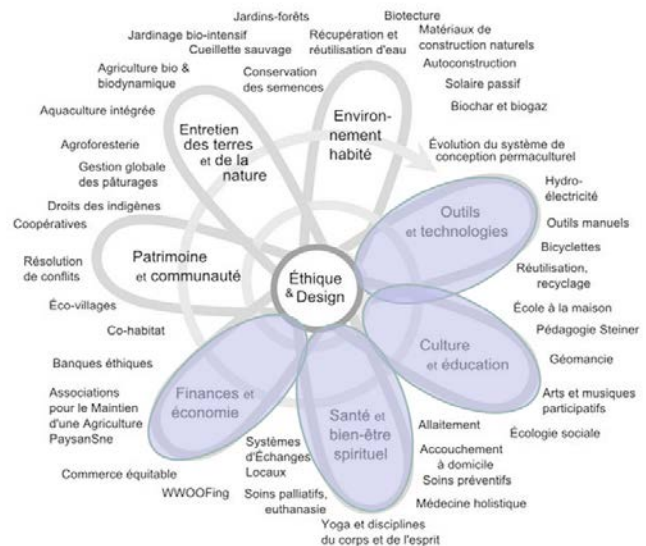 Jardins-forêts
Biotecture
Jardinage bio-intensif
Récupération et
réutilisation d'eau
Matériaux de
construction naturels
Cueillette sauvage
Agriculture bio &
biodynamique
Conservation
des semences
Autoconstruction
Solaire passif
Biochar et biogaz
Aquaculture intégrée
Entretien
des terres
et de la
nature
Environ-
nement
habité
Agroforesterie
Évolution du système de
conception permaculturel
Gestion globale
des pâturages
Hydro-
électricité
Droits des indigènes
Outils
et technologies
Outils manuels
Coopératives
Bicyclettes
Résolution
de conflits
Patrimoine
et communauté
Éthique
& Design
Réutilisation,
recyclage
Éco-villages
École à la maison
Co-habitat
Pédagogie Steiner
Culture
et éducation
Géomancie
Banques éthiques
Finances et
économie
Arts et musiques
participatifs
Associations
pour le Maintien
d'une Agriculture
PaysanSne
Santé et
bien-être
spirituel
Allaitement
Écologie sociale
Systèmes
d'Échanges
Locaux
Accouchement
à domicile
Soins préventifs
Commerce équitable
WWOOFing
Soins palliatifs,
euthanasie
Médecine holistique
Yoga et disciplines
du corps et de l'esprit